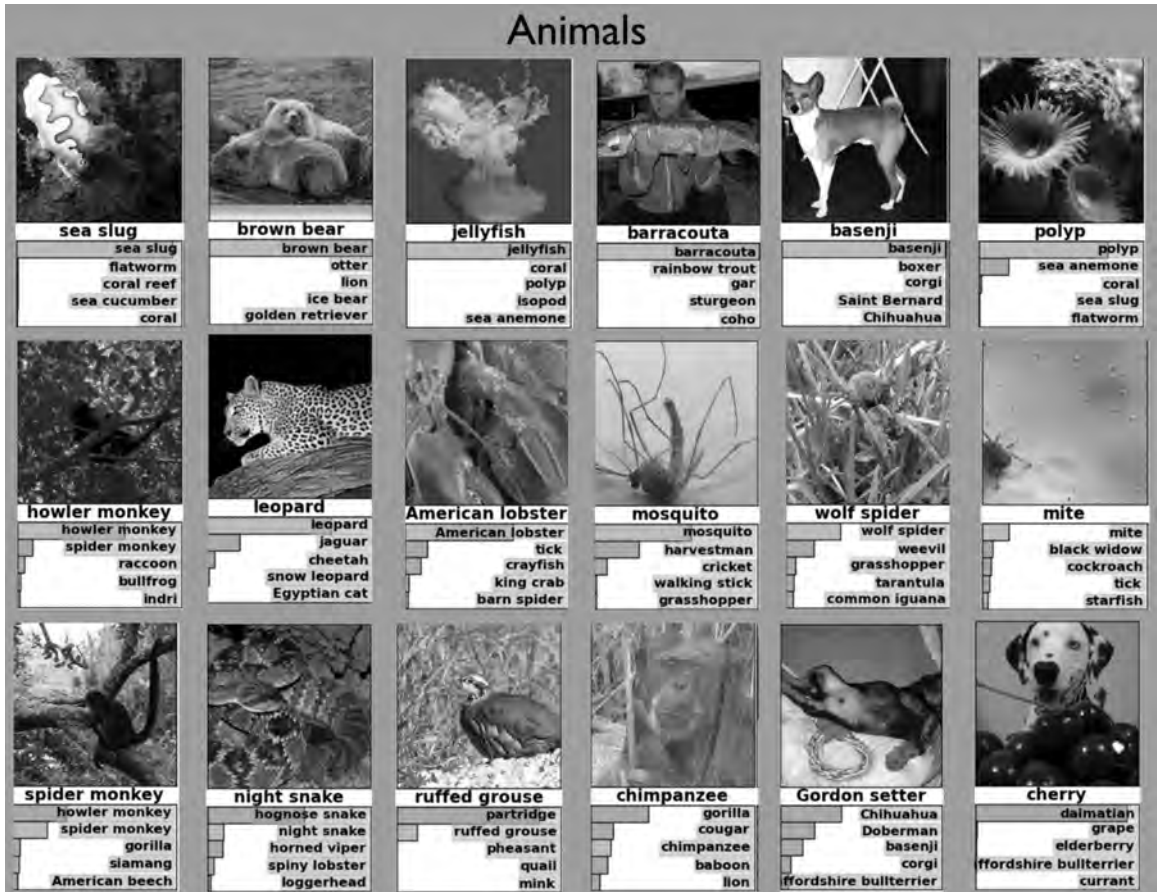 Animals
sea slug
brown bear
jellyfish
barracouta
basenji
polyp
sea slug
flatworm
coral reef
sea cucumber
coral
brown bear
otter
lion
ice bear
golden retriever
jellyfish
coral
polyp
isopod
sea anemone
barracouta
rainbow trout
gar
sturgeon
coho
basenji
boxer
corgi
Saint Bernard
Chihuahua
polyp
sea anemone
coral
sea slug
flatworm
howler monkey
leopard
American lobster
mosquito
wolf spider
mite
howler monkey
spider monkey
raccoon
bullfrog
indri
leopard
jaguar
cheetah
snow leopard
Egyptian cat
American lobster
tick
crayfish
king crab
barn spider
mosquito
harvestman
cricket
walking stick
grasshopper
wolf spider
weevil
grasshopper
tarantula
common iguana
mite
black widow
cockroach
tick
starfish
spider monkey
night snake
ruffed grouse
chimpanzee
Gordon setter
cherry
howler monkey
spider monkey
gorilla
siamang
American beech
hognose snake
night snake
horned viper
spiny lobster
loggerhead
partridge
ruffed grouse
pheasant
quail
mink
gorilla
cougar
chimpanzee
baboon
lion
Chihuahua
Doberman
basenji
corgi
affordshire bullterrier
dalmatian
grape
elderberry
affordshire bullterrier
currant